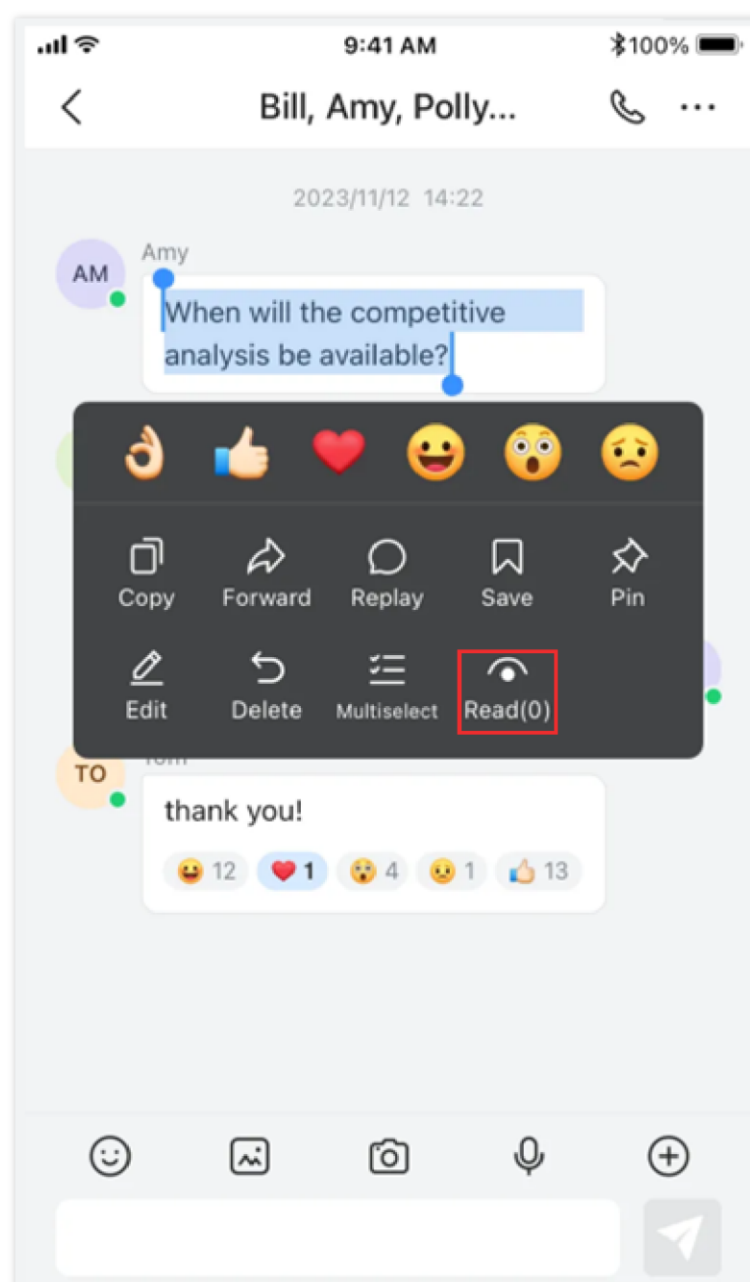 9:41 AM
100%
Bill, Amy, Polly...
2023/11/12 14:22
Amy
AM
When will the competitive
analysis be available?
Copy
Forward
Replay
Save
Pin
Edit
Delete
Multiselect
Read(0)
Tom
TO
thank you!
12
1
4
1
13